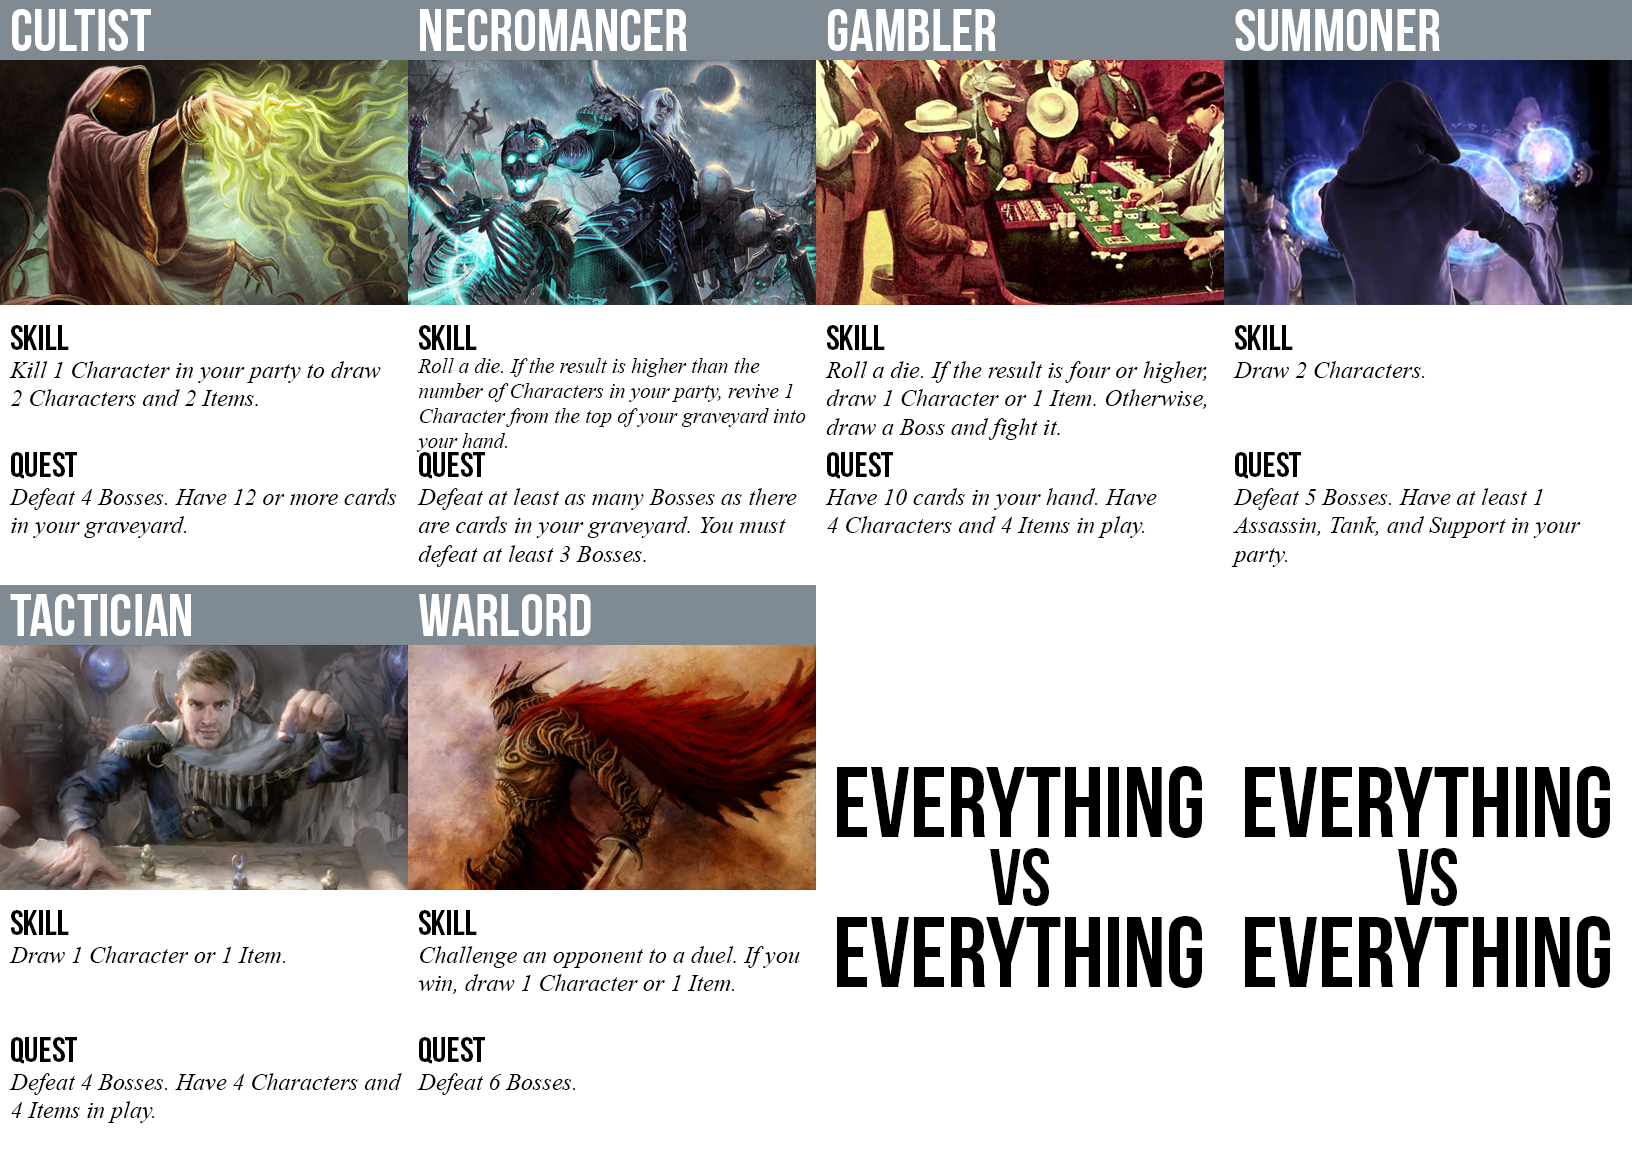 CULTIST
SKILL
Kill 1 Character in your party to draw
2 Characters and 2 Items.
QUEST
Defeat 4 Bosses. Have 12 or more cards
in your graveyard.
NECROMANCER
SKILL
Roll a die. If the result is higher than the
number of Characters in your party, revive 1
Character from the top of your graveyard into
your hand.
QUEST
Defeat at least as many Bosses as there
are cards in your graveyard. You must
defeat at least 3 Bosses.
GAMBLER
SKILL
Roll a die. If the result is four or higher,
draw 1 Character or 1 Item. Otherwise,
draw a Boss and fight it.
QUEST
Have 10 cards in your hand. Have
4 Characters and 4 Items in play.
SUMMONER
SKILL
Draw 2 Characters.
QUEST
Defeat 5 Bosses. Have at least 1
Assassin, Tank, and Support in your
party.
TACTICIAN
SKILL
Draw 1 Character or 1 Item.
QUEST
Defeat 4 Bosses. Have 4 Characters and
4 Items in play.
WARLORD
SKILL
Challenge an opponent to a duel. If you
win, draw 1 Character or 1 Item.
QUEST
Defeat 6 Bosses.
EVERYTHING
VS
EVERYTHING
EVERYTHING
VS
EVERYTHING